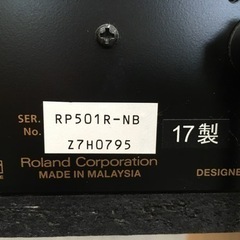 SER. No. RP501R-NB
Z7H0795
17製
Roland Corporation
MADE IN MALAYSIA
DESIGNE